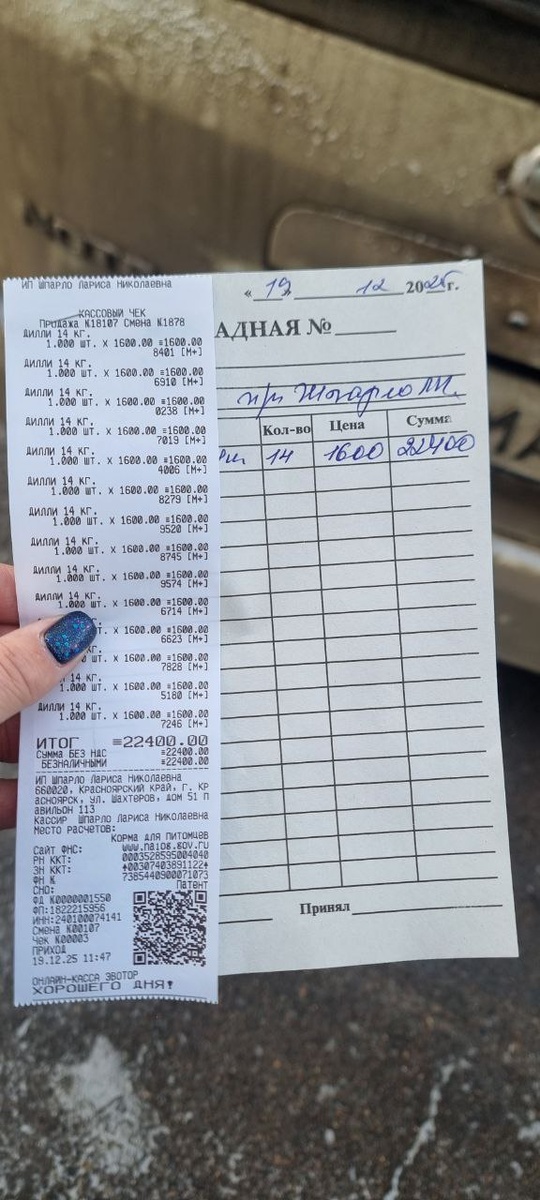 ИП Шпарло Лариса Николаевна
КАССОВЫЙ ЧЕК
Продажа №18107 Смена №1878
ДИЛЛИ 14 КГ.
1.000 ШТ. X 1600.00 =1600.00
8401 [М+]
ДИЛЛИ 14 КГ.
1.000 ШТ. X 1600.00 =1600.00
6910 [М+]
ДИЛЛИ 14 КГ.
1.000 ШТ. X 1600.00 =1600.00
0238 [М+]
ДИЛЛИ 14 КГ.
1.000 ШТ. X 1600.00 =1600.00
7019 [М+]
ДИЛЛИ 14 КГ.
1.000 ШТ. X 1600.00 =1600.00
4006 [М+]
ДИЛЛИ 14 КГ.
1.000 ШТ. X 1600.00 =1600.00
8279 [М+]
ДИЛЛИ 14 КГ.
1.000 ШТ. X 1600.00 =1600.00
9520 [М+]
ДИЛЛИ 14 КГ.
1.000 ШТ. X 1600.00 =1600.00
8745 [М+]
ДИЛЛИ 14 КГ.
1.000 ШТ. X 1600.00 =1600.00
9574 [М+]
ДИЛЛИ 14 КГ.
1.000 ШТ. X 1600.00 =1600.00
6714 [М+]
ШТ. X 1600.00 =1600.00
6623 [М+]
КГ.
ШТ. X 1600.00 =1600.00
7828 [М+]
14 КГ.
1.000 ШТ. X 1600.00 =1600.00
5180 [М+]
ДИЛЛИ 14 КГ.
1.000 ШТ. X 1600.00 =1600.00
7246 [М+]
ИТОГ =22400.00
СУММА БЕЗ НДС =22400.00
БЕЗНАЛИЧНЫМИ =22400.00
ИП Шпарло Лариса Николаевна
660020, КРАСНОЯРСКИЙ КРАЙ, Г. КР
АСНОЯРСК, УЛ. ШАХТЕРОВ, ДОМ 51 П
АВИЛЬОН 113
Кассир Шпарло Лариса Николаевна
Место расчетов:
Корма для питомцев
Сайт ФНС: www.nalog.gov.ru
РН ККТ: 0003528595004040
ЗН ККТ: +00307403891122+
ФН № 7385440900071073
СНО: Патент
ФД №0000001550
ФП:1822215956
ИНН:240100074141
Смена №00107
Чек №00003
ПРИХОД
19.12.25 11:47
ОНЛАЙН-КАССА ЭВОТОР
ХОРОШЕГО ДНЯ!
« 19 » 12 2025 г.
АДНАЯ №
Кол-во Цена Сумма
14 1600 22400
Принял